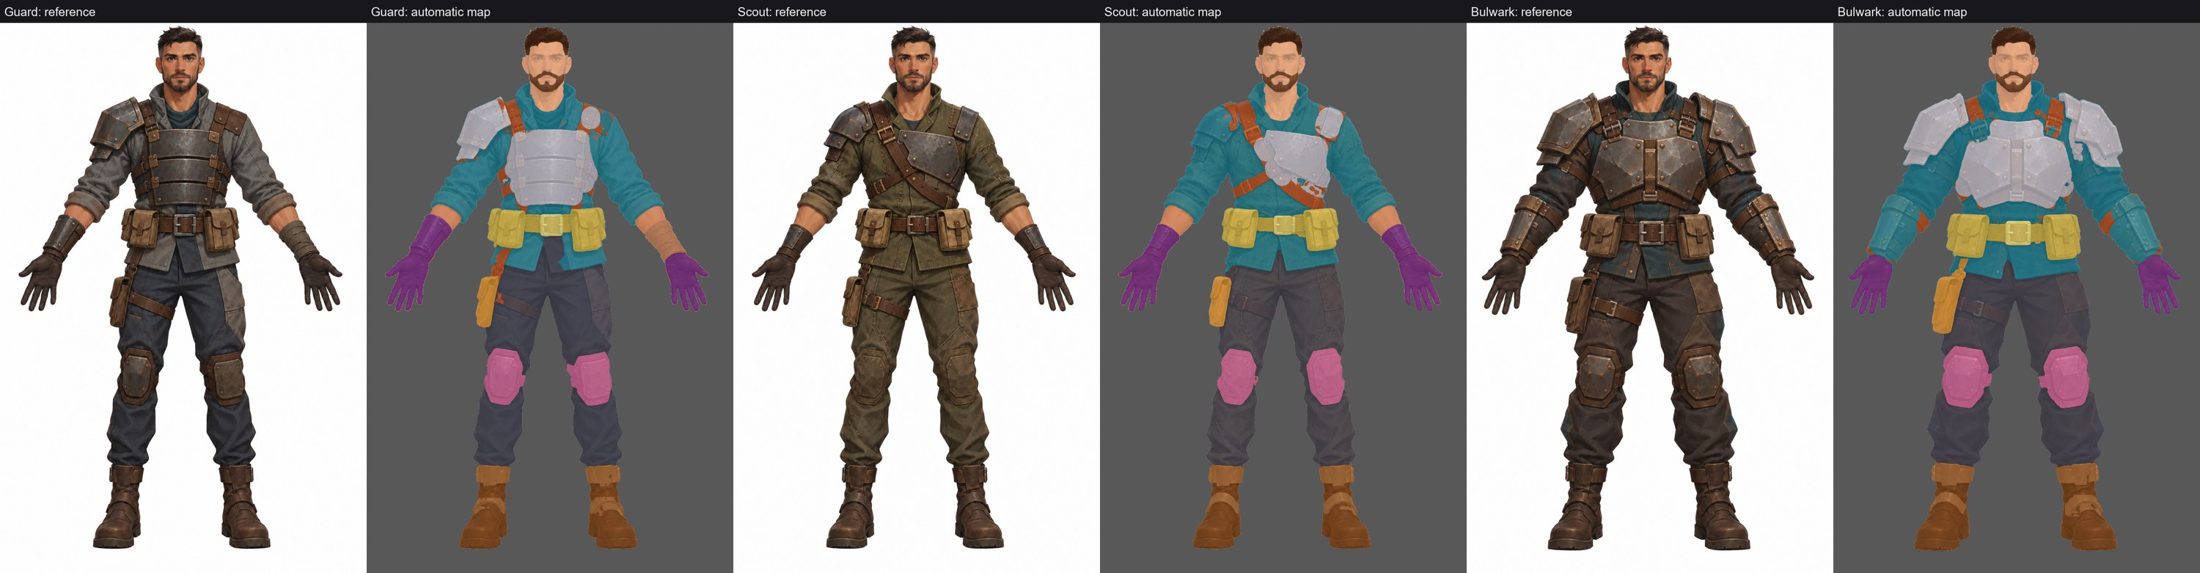 Guard: reference
Guard: automatic map
Scout: reference
Scout: automatic map
Bulwark: reference
Bulwark: automatic map